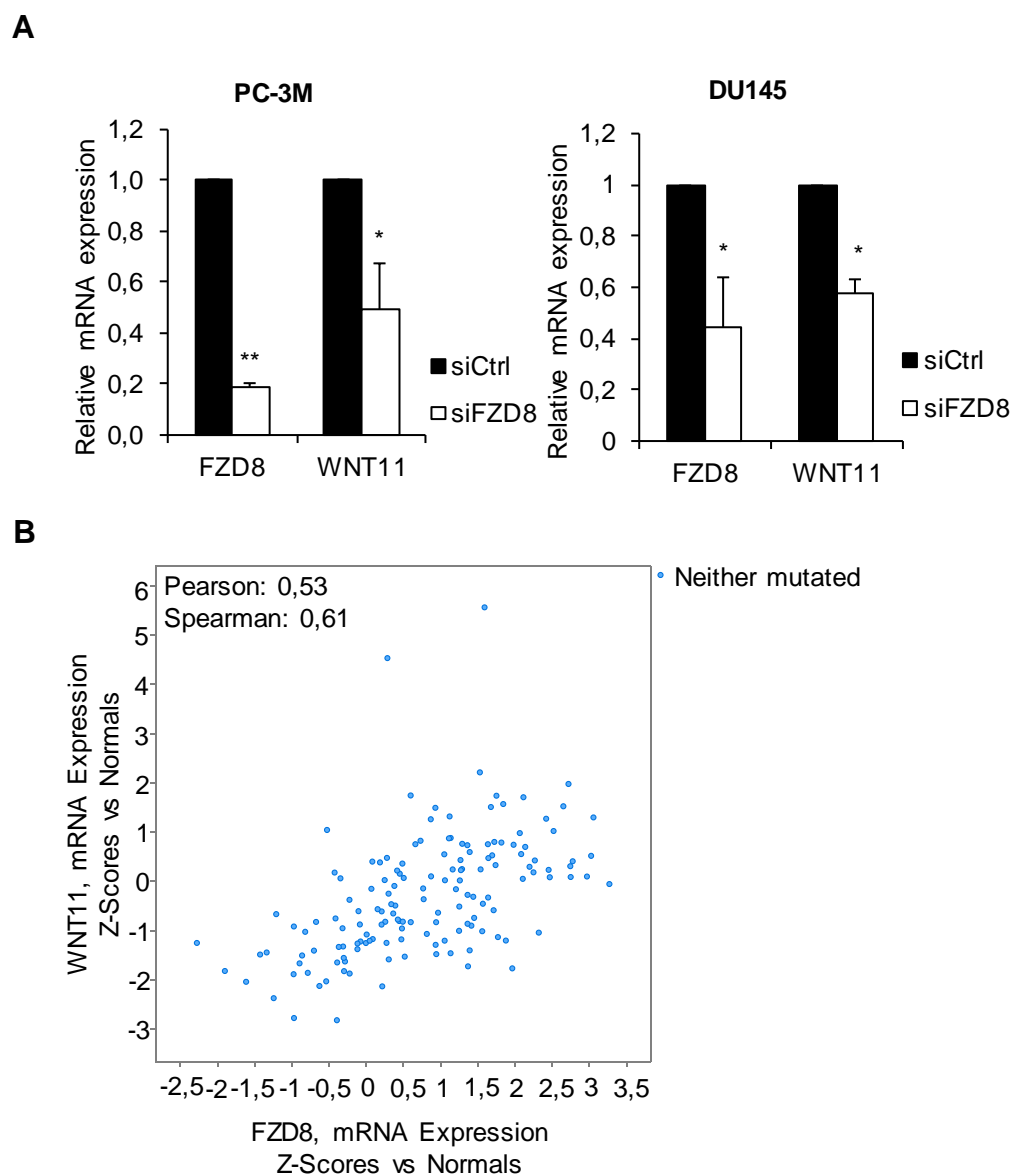 A
PC-3M
Relative mRNA expression
1,2
1,0
0,8
0,6
0,4
0,2
0,0
**
*
FZD8
WNT11
siCtrl
siFZD8
DU145
Relative mRNA expression
1,2
1
0,8
0,6
0,4
0,2
0
*
*
FZD8
WNT11
siCtrl
siFZD8
B
Pearson: 0,53
Spearman: 0,61
Neither mutated
WNT11, mRNA Expression
Z-Scores vs Normals
6
5
4
3
2
1
0
-1
-2
-3
-2,5 -2 -1,5 -1 -0,5 0 0,5 1 1,5 2 2,5 3 3,5
FZD8, mRNA Expression
Z-Scores vs Normals